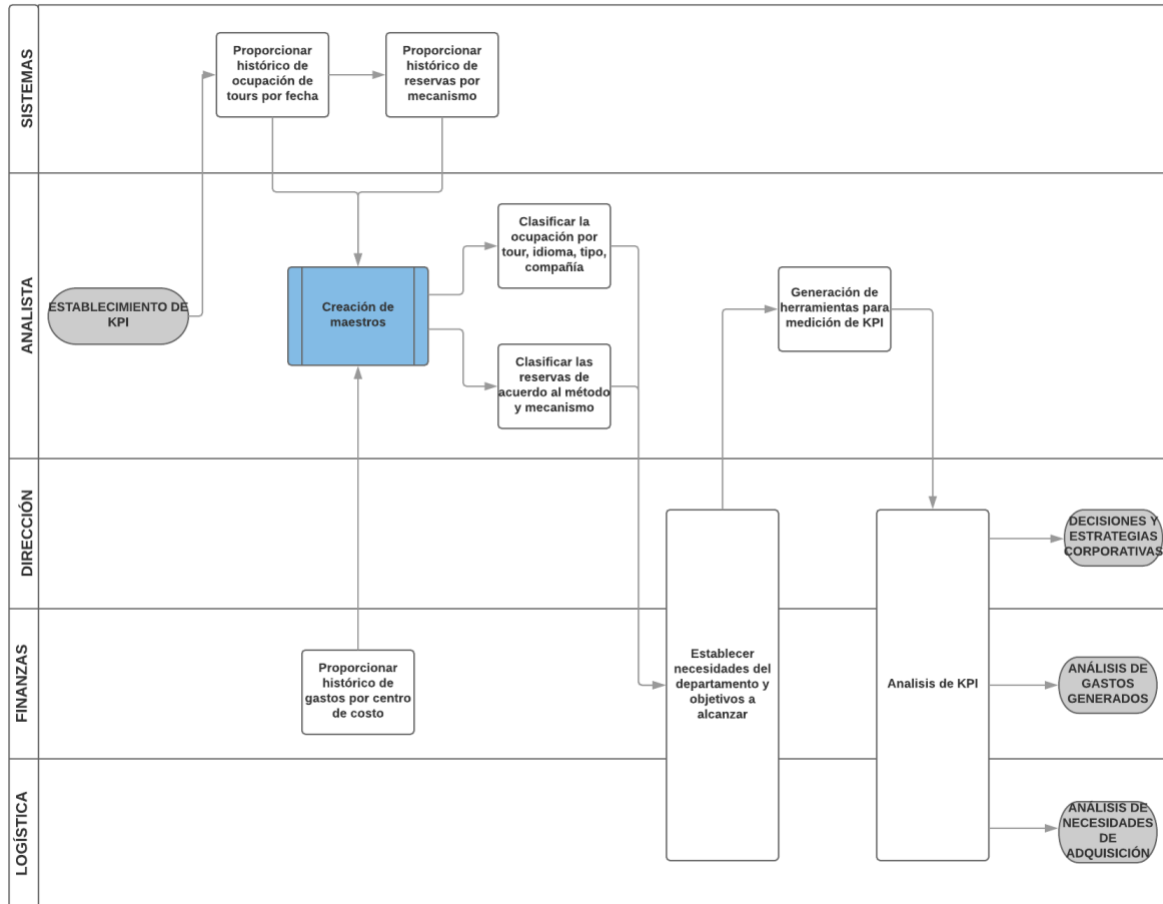 SISTEMAS
Proporcionar
histórico de
ocupación de
tours por fecha
Proporcionar
histórico de
reservas por
mecanismo
ANALISTA
ESTABLECIMIENTO DE
KPI
Creación de
maestros
Clasificar la
ocupación por
tour, idioma, tipo,
compañía
Clasificar las
reservas de
acuerdo al método
y mecanismo
Generación de
herramientas para
medición de KPI
DIRECCIÓN
DECISIONES Y
ESTRATEGIAS
CORPORATIVAS
FINANZAS
Proporcionar
histórico de
gastos por centro
de costo
Establecer
necesidades del
departamento y
objetivos a
alcanzar
Analisis de KPI
ANÁLISIS DE
GASTOS
GENERADOS
LOGÍSTICA
ANÁLISIS DE
NECESIDADES
DE
ADQUISICIÓN